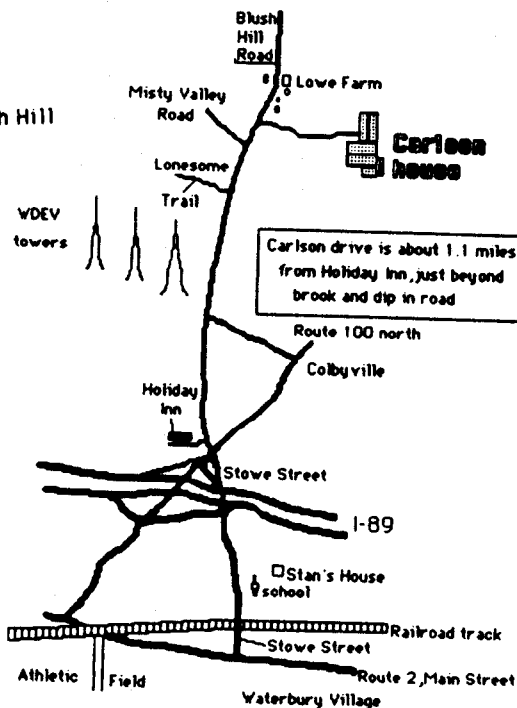 Blush
Hill
Road
Lowe Farm
Misty Valley
Road
h Hill
Carlson
house
Lonesome
Trail
WDEV
towers
Carlson drive is about 1.1 miles
from Holiday Inn, just beyond
brook and dip in road
Route 100 north
Colbyville
Holiday
Inn
Stowe Street
I-89
Stan's House
school
Railroad track
Stowe Street
Route 2, Main Street
Athletic Field
Waterbury Village